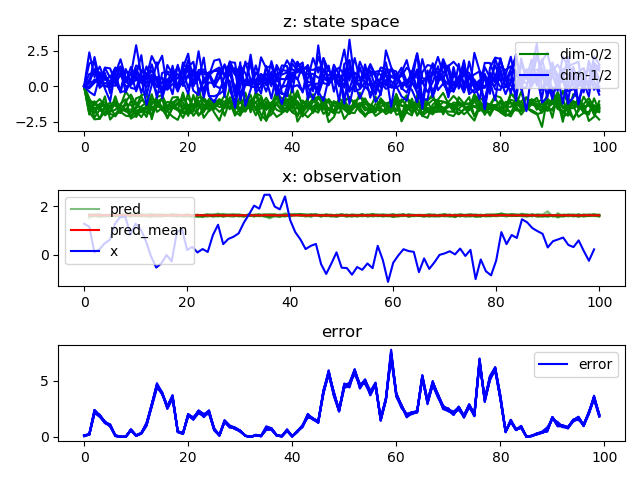 z: state space
2.5
0.0
−2.5
dim-0/2
dim-1/2
0 20 40 60 80 100
x: observation
2
0
pred
pred_mean
x
0 20 40 60 80 100
error
5
0
error
0 20 40 60 80 100